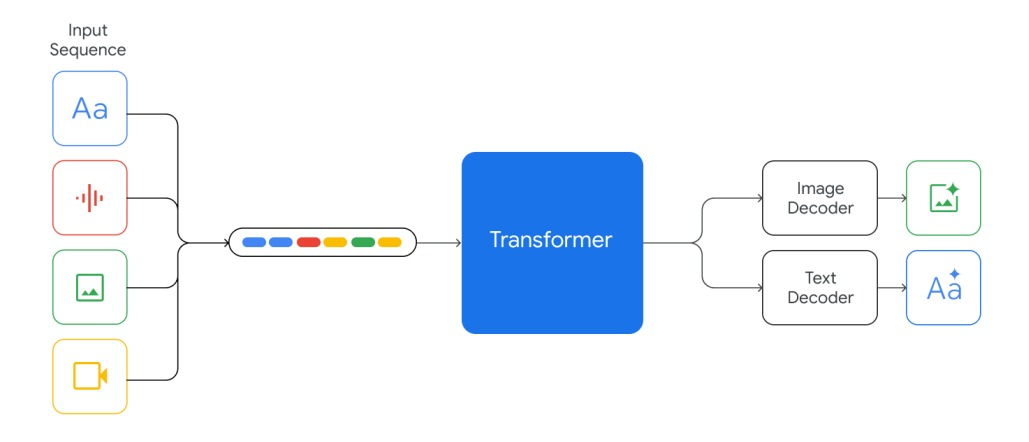 Input
Sequence
Aa
Transformer
Image
Decoder
Text
Decoder
Aa